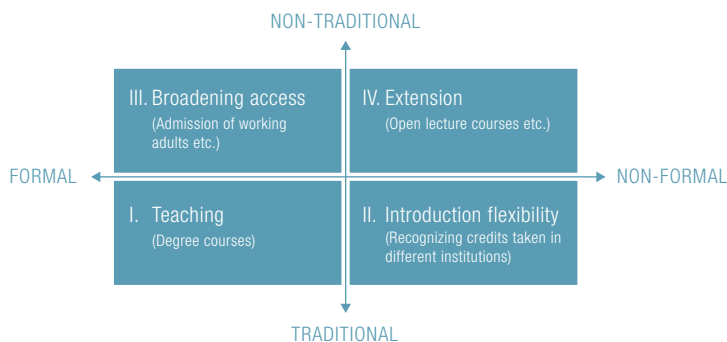 NON-TRADITIONAL
III. Broadening access
(Admission of working
adults etc.)
IV. Extension
(Open lecture courses etc.)
FORMAL
NON-FORMAL
I. Teaching
(Degree courses)
II. Introduction flexibility
(Recognizing credits taken in
different institutions)
TRADITIONAL